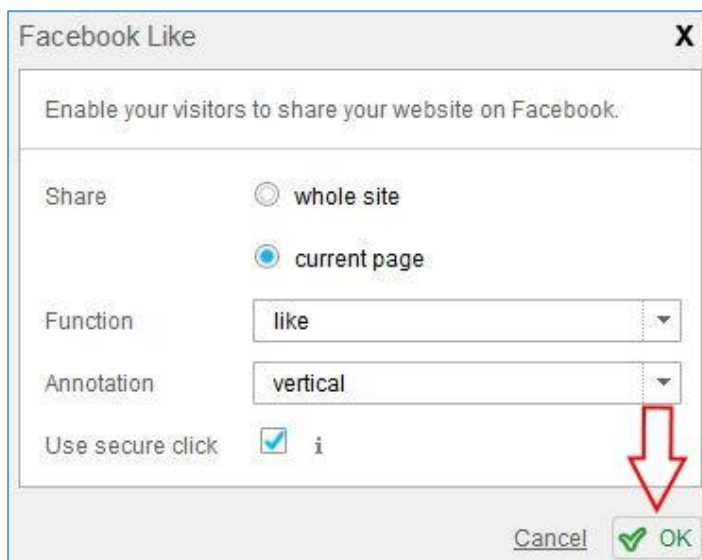 Facebook Like X
Enable your visitors to share your website on Facebook.
Share whole site
current page
Function like
Annotation vertical
Use secure click i
Cancel OK